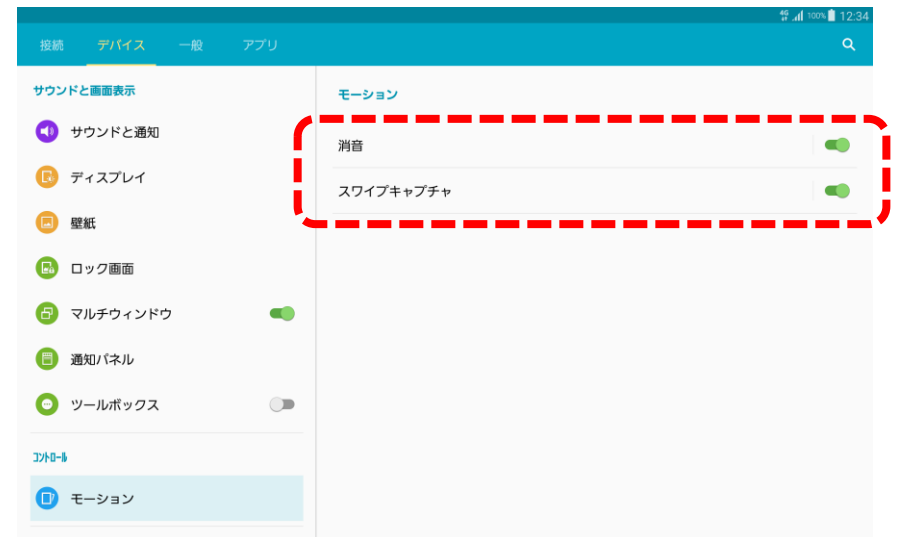 4G 100% 12:34
接続 デバイス 一般 アプリ
サウンドと画面表示
サウンドと通知
ディスプレイ
壁紙
ロック画面
マルチウィンドウ
通知パネル
ツールボックス
ｺﾝﾄﾛｰﾙ
モーション
モーション
消音
スワイプキャプチャ